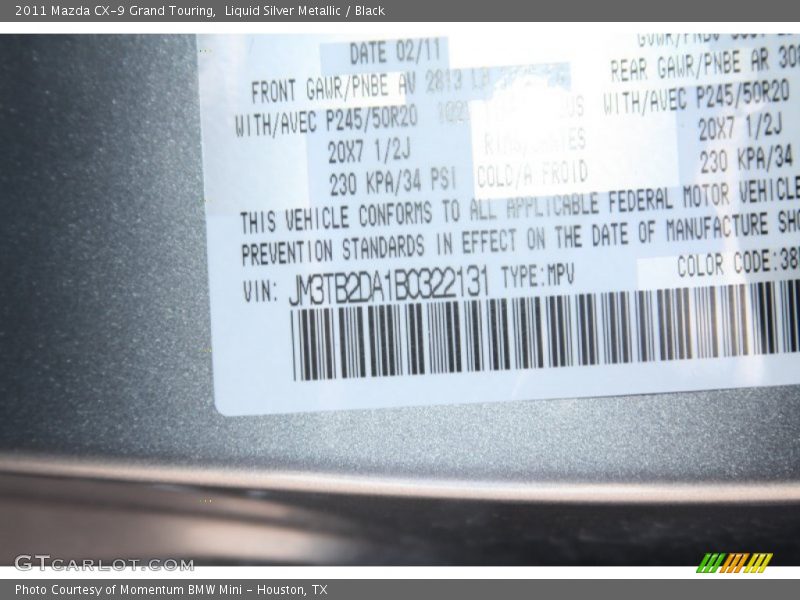 2011 Mazda CX-9 Grand Touring, Liquid Silver Metallic / Black
DATE 02/11
FRONT GAWR/PNBE AV 2813
REAR GAWR/PNBE AR
WITH/AVEC P245/50R20
WITH/AVEC P245/50R20
20X7 1/2J
20X7 1/2J
230 KPA/34 PSI COLD/A FROID
230 KPA/34
THIS VEHICLE CONFORMS TO ALL APPLICABLE FEDERAL MOTOR VEHICLE
PREVENTION STANDARDS IN EFFECT ON THE DATE OF MANUFACTURE
VIN: JM3TB2DA1B0322131 TYPE:MPV
COLOR CODE:38
GTCARLOT.COM
Photo Courtesy of Momentum BMW Mini - Houston, TX